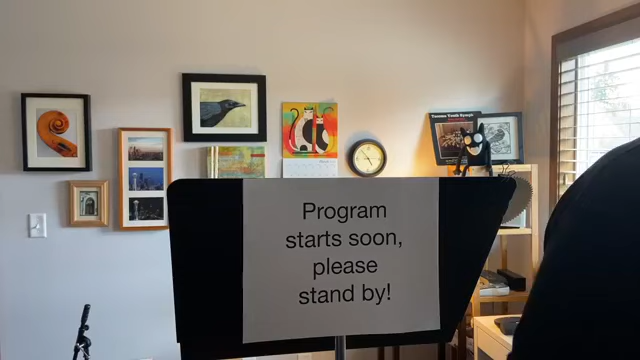 Tacoma Youth Symph
Program
starts soon,
please
stand by!